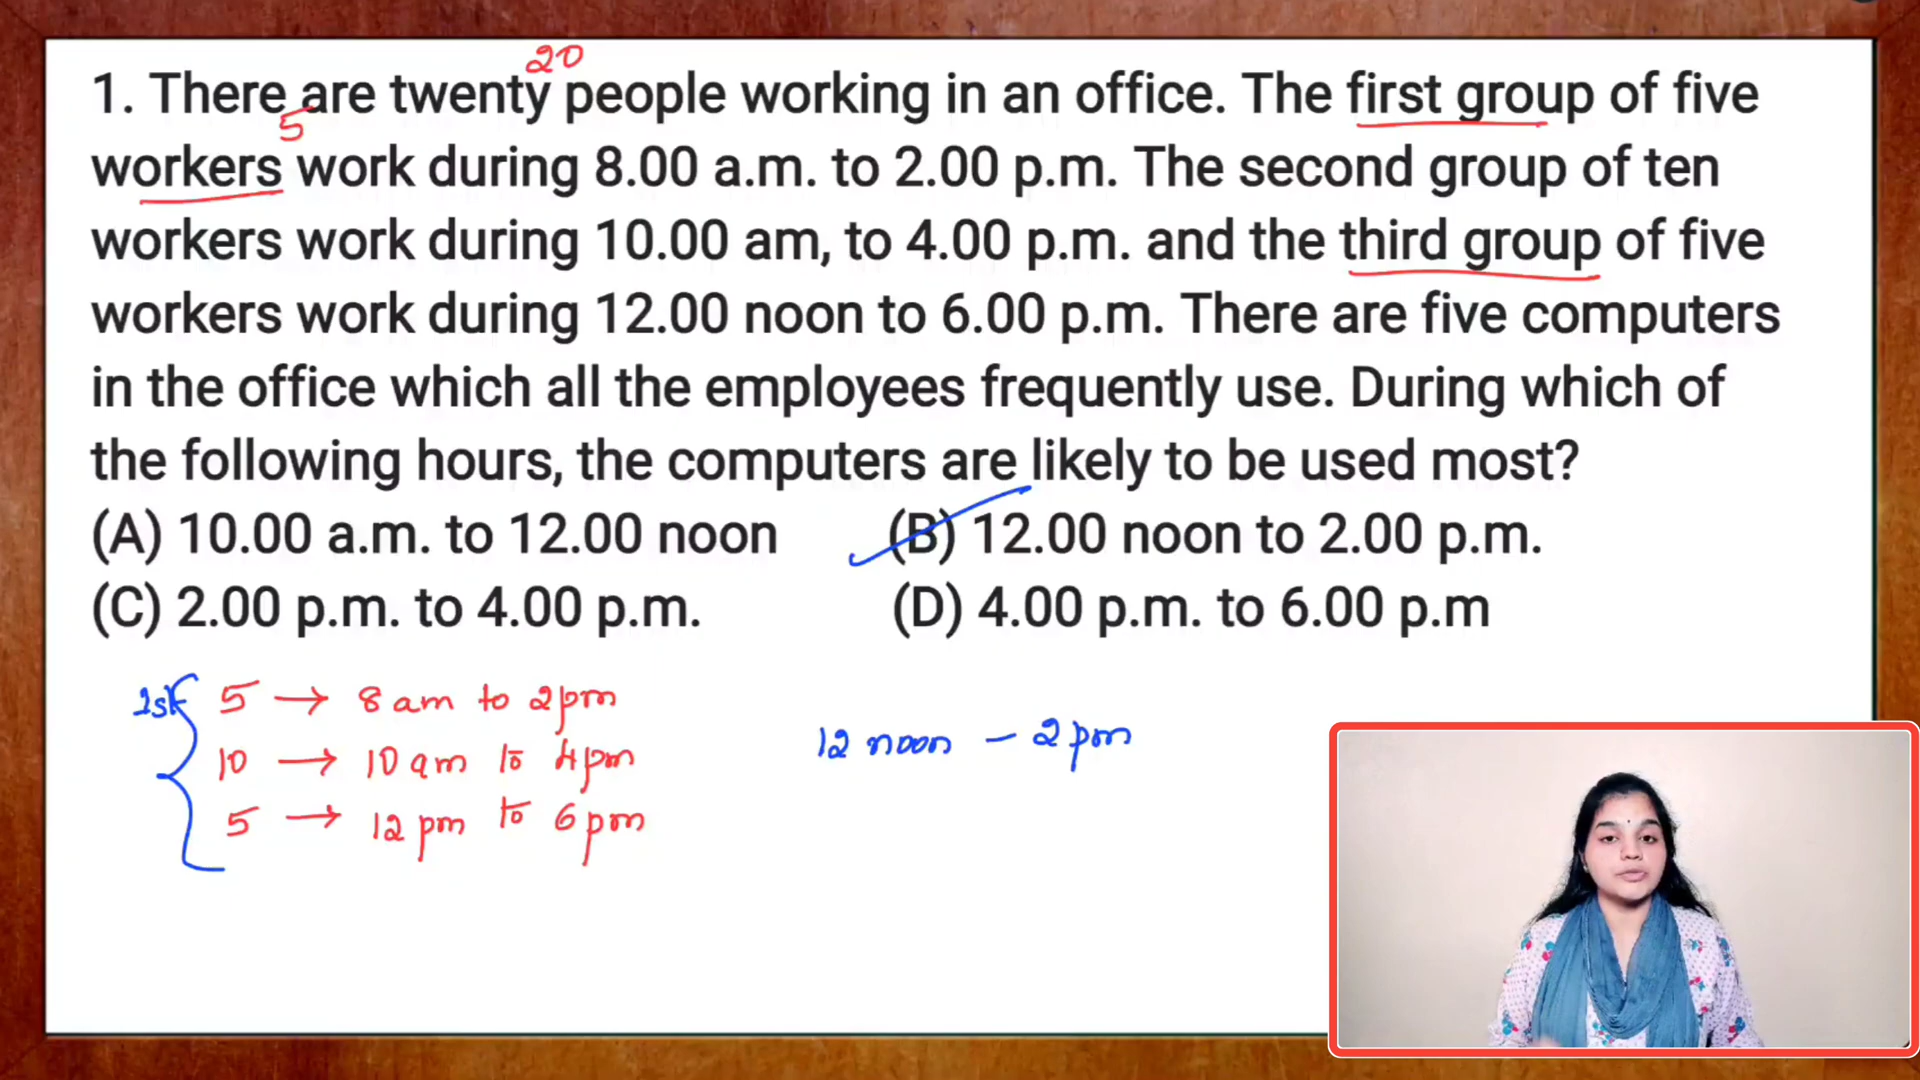 20
1. There are twenty people working in an office. The first group of five
5
workers work during 8.00 a.m. to 2.00 p.m. The second group of ten
workers work during 10.00 am, to 4.00 p.m. and the third group of five
workers work during 12.00 noon to 6.00 p.m. There are five computers
in the office which all the employees frequently use. During which of
the following hours, the computers are likely to be used most?
(A) 10.00 a.m. to 12.00 noon (B) 12.00 noon to 2.00 p.m.
(C) 2.00 p.m. to 4.00 p.m. (D) 4.00 p.m. to 6.00 p.m
1st 5 → 8 am to 2pm
12 noon - 2pm
10 → 10 am to 4pm
5 → 12 pm to 6pm